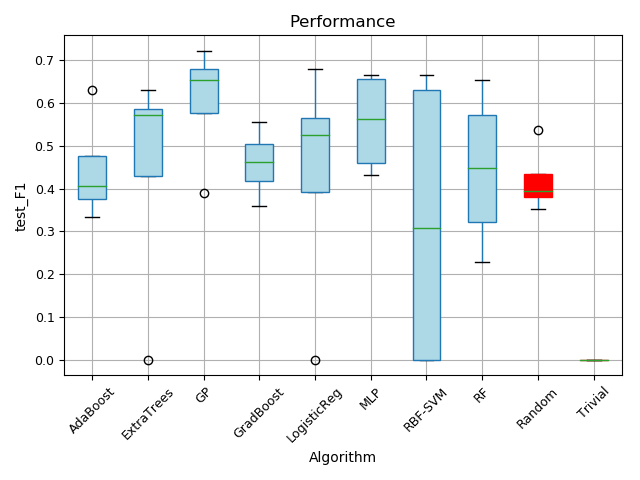 Performance
0.7
0.6
0.5
0.4
0.3
0.2
0.1
0.0
test_F1
AdaBoost
ExtraTrees
GP
GradBoost
LogisticReg
MLP
RBF-SVM
RF
Random
Trivial
Algorithm